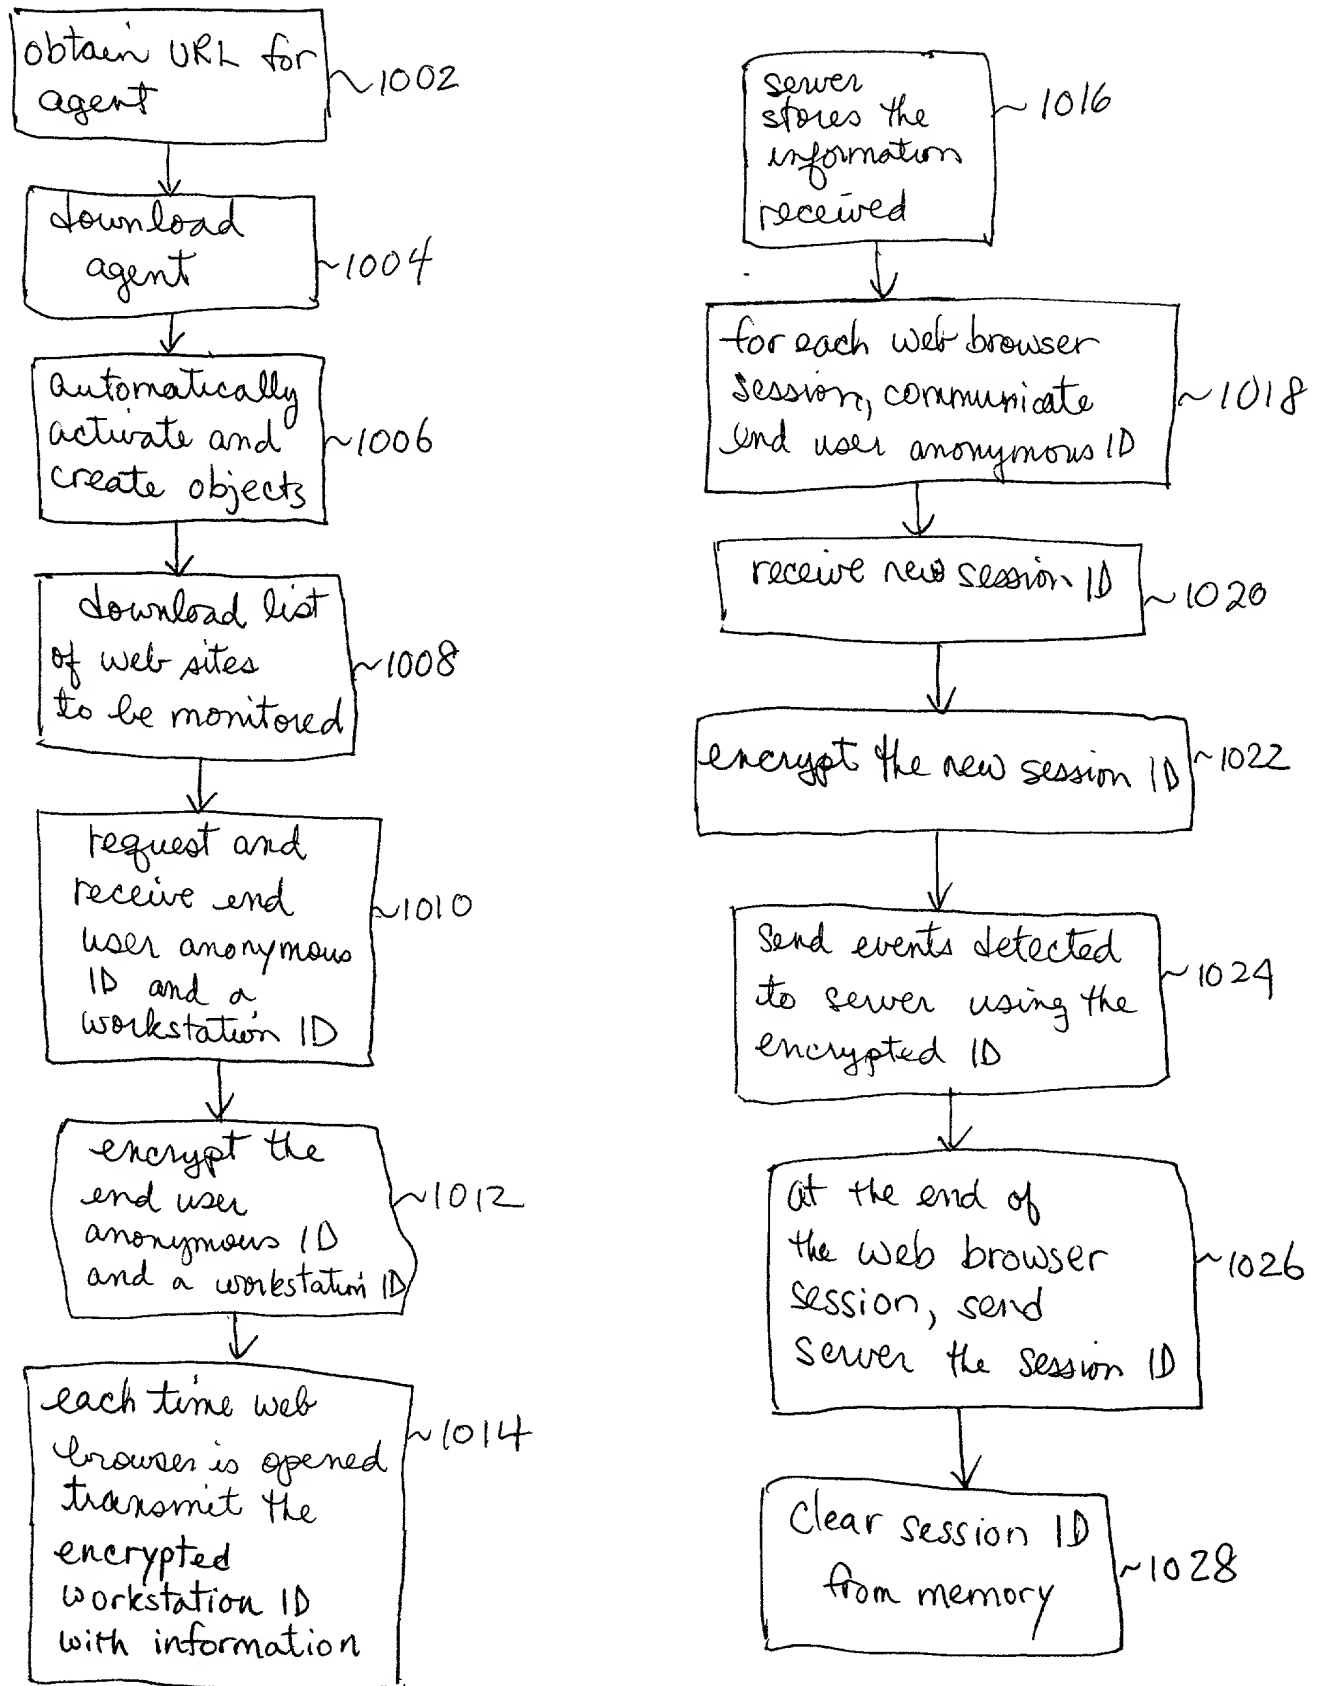 obtain URL for
agent
1002
download
agent
1004
automatically
activate and
create objects
1006
download list
of web sites
to be monitored
1008
request and
receive end
user anonymous
ID and a
workstation ID
1010
encrypt the
end user
anonymous ID
and a workstation ID
1012
each time web
browser is opened
transmit the
encrypted
workstation ID
with information
1014
server
stores the
information
received
1016
for each web browser
session, communicate
end user anonymous ID
1018
receive new session ID
1020
encrypt the new session ID
1022
Send events detected
to server using the
encrypted ID
1024
at the end of
the web browser
session, send
server the session ID
1026
Clear session ID
from memory
1028